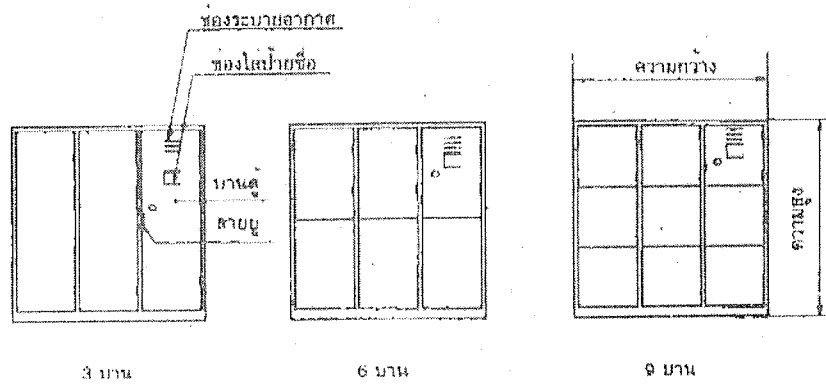 ช่องระบายอากาศ
ช่องใส่ป้ายชื่อ
ความกว้าง
บานตู้
สายยู
ความสูง
3 บาน
6 บาน
9 บาน